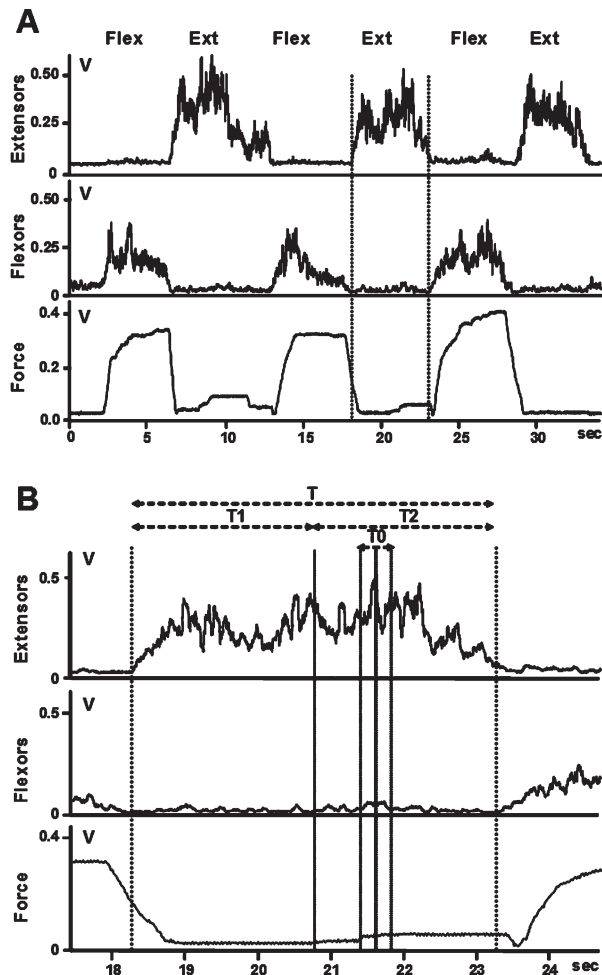 A
Flex Ext Flex Ext Flex Ext
V
0.50
0.25
0
Extensors
V
0.50
0.25
0
Flexors
V
0.4
0.2
0.0
Force
0 5 10 15 20 25 30 sec
B
T
T1 T2
T0
V
0.5
0
Extensors
V
0.5
0
Flexors
V
0.4
0
Force
18 19 20 21 22 23 24 sec